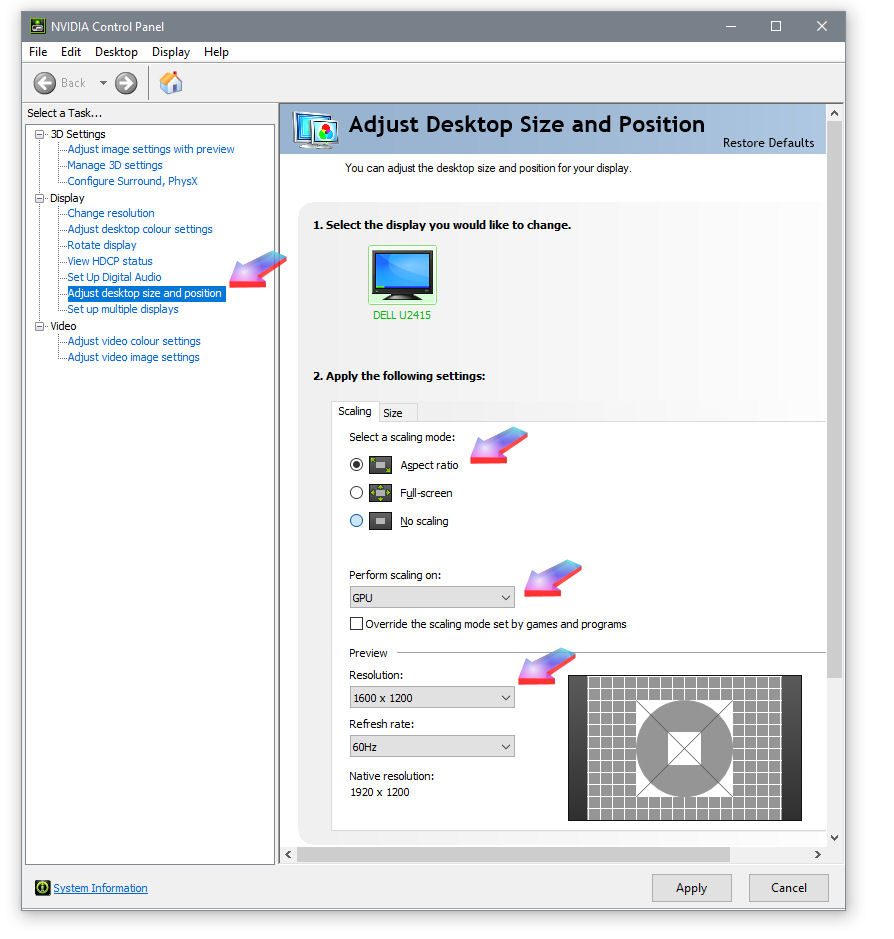 NVIDIA Control Panel
File Edit Desktop Display Help
Back
Select a Task...
3D Settings
Adjust image settings with preview
Manage 3D settings
Configure Surround, PhysX
Display
Change resolution
Adjust desktop colour settings
Rotate display
View HDCP status
Set Up Digital Audio
Adjust desktop size and position
Set up multiple displays
Video
Adjust video colour settings
Adjust video image settings
Adjust Desktop Size and Position
Restore Defaults
You can adjust the desktop size and position for your display.
1. Select the display you would like to change.
DELL U2415
2. Apply the following settings:
Scaling Size
Select a scaling mode:
Aspect ratio
Full-screen
No scaling
Perform scaling on:
GPU
Override the scaling mode set by games and programs
Preview
Resolution:
1600 x 1200
Refresh rate:
60Hz
Native resolution:
1920 x 1200
System Information
Apply Cancel